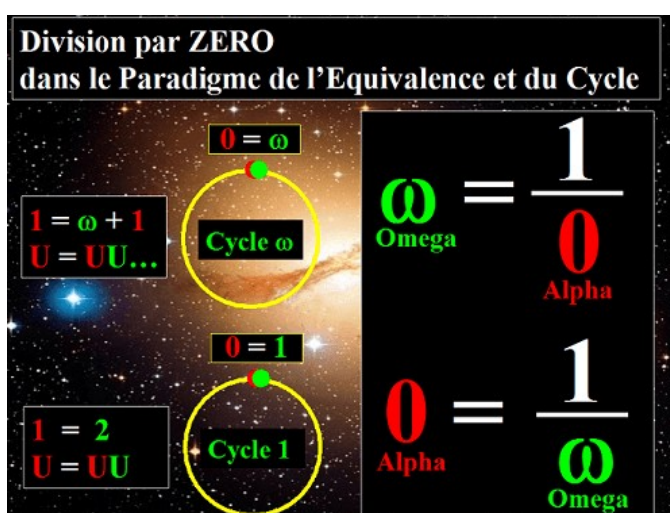 Division par ZERO
dans le Paradigme de l'Equivalence et du Cycle
0 = ω
1 = ω + 1
U = UU...
Cycle ω
0 = 1
1 = 2
U = UU
Cycle 1
ω = 1
0
Omega
Alpha
0 = 1
ω
Alpha
Omega